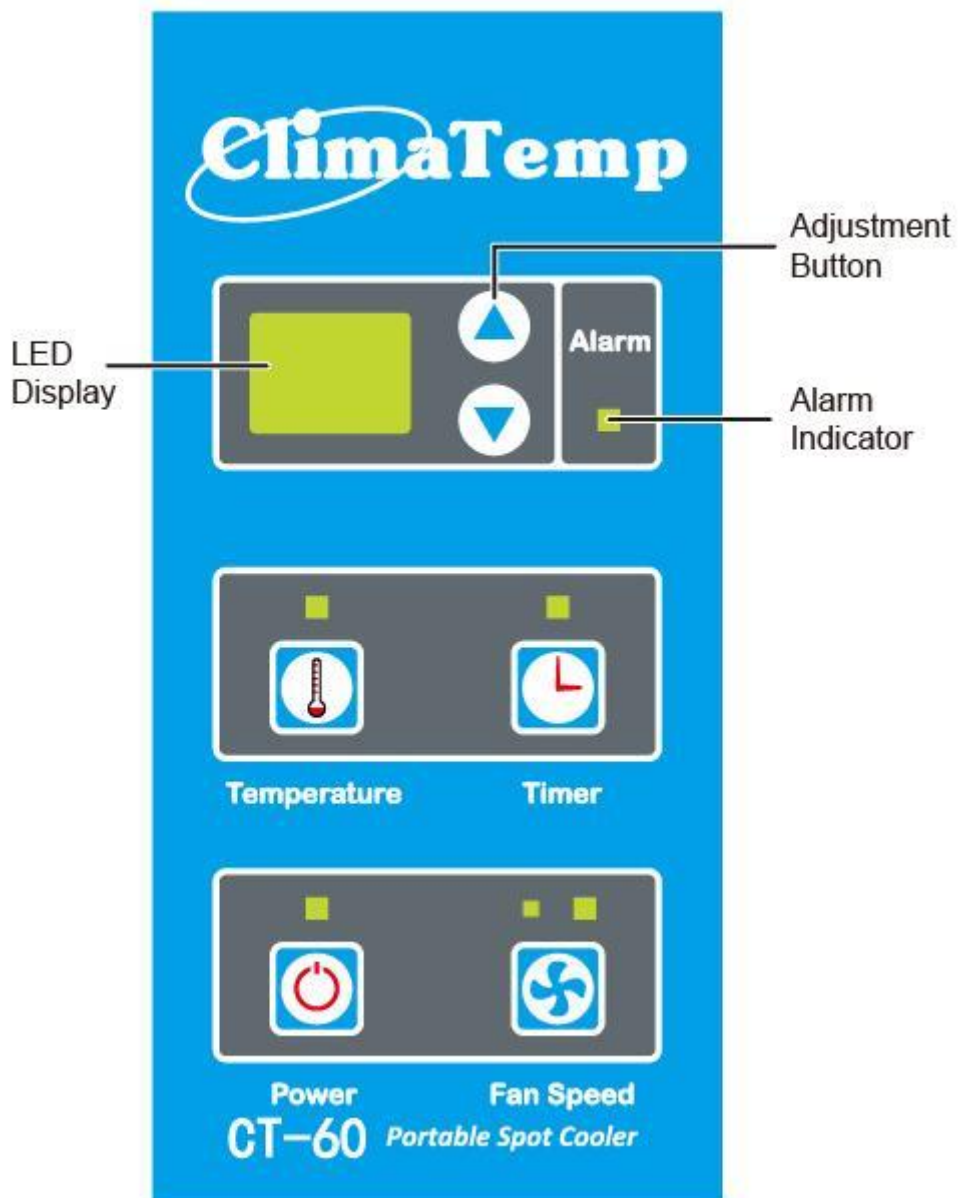 ClimaTemp
Adjustment
Button
LED
Display
Alarm
Alarm
Indicator
Temperature Timer
Power Fan Speed
CT-60 Portable Spot Cooler